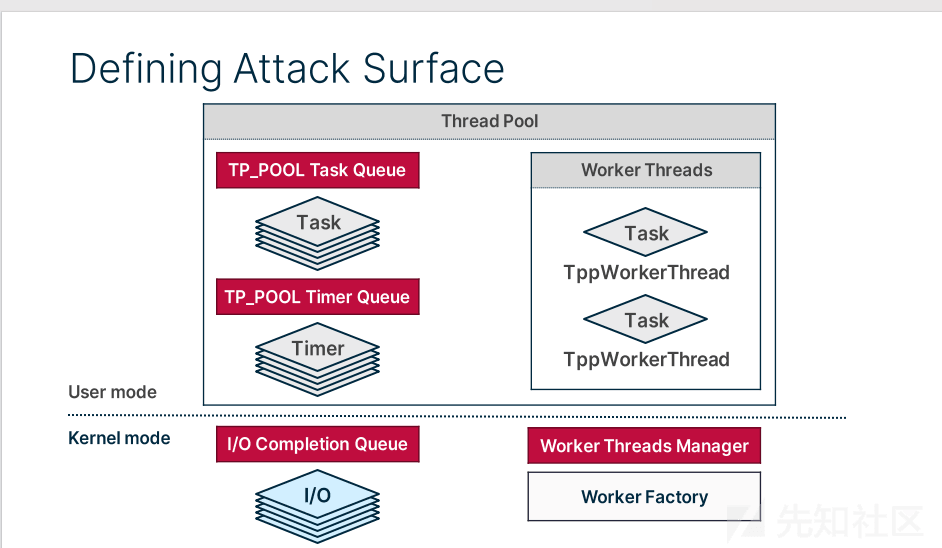 Defining Attack Surface
Thread Pool
TP_POOL Task Queue
Task
TP_POOL Timer Queue
Timer
Worker Threads
Task
TppWorkerThread
Task
TppWorkerThread
User mode
Kernel mode
I/O Completion Queue
I/O
Worker Threads Manager
Worker Factory
先知社区